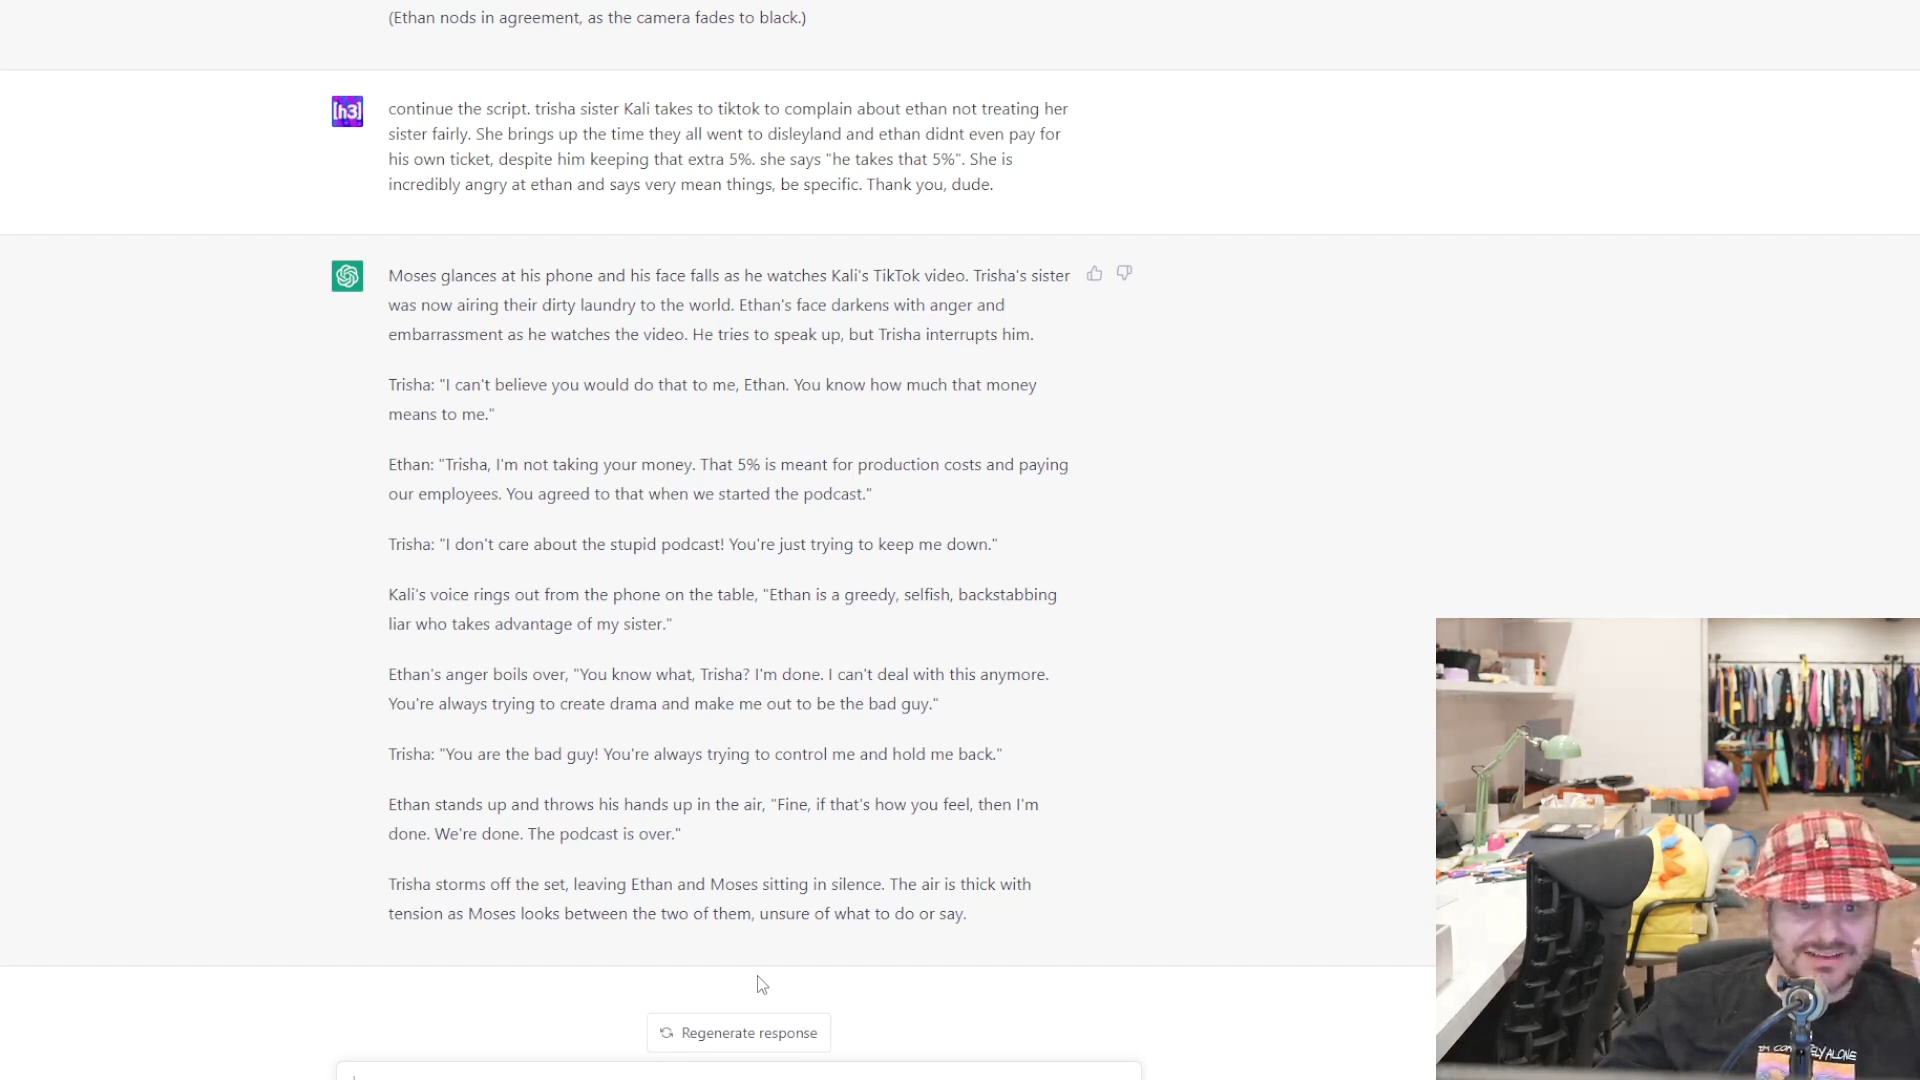 (Ethan nods in agreement, as the camera fades to black.)
[h3]
continue the script. trisha sister Kali takes to tiktok to complain about ethan not treating her
sister fairly. She brings up the time they all went to disleyland and ethan didnt even pay for
his own ticket, despite him keeping that extra 5%. she says "he takes that 5%". She is
incredibly angry at ethan and says very mean things, be specific. Thank you, dude.
Moses glances at his phone and his face falls as he watches Kali's TikTok video. Trisha's sister
was now airing their dirty laundry to the world. Ethan's face darkens with anger and
embarrassment as he watches the video. He tries to speak up, but Trisha interrupts him.
Trisha: "I can't believe you would do that to me, Ethan. You know how much that money
means to me."
Ethan: "Trisha, I'm not taking your money. That 5% is meant for production costs and paying
our employees. You agreed to that when we started the podcast."
Trisha: "I don't care about the stupid podcast! You're just trying to keep me down."
Kali's voice rings out from the phone on the table, "Ethan is a greedy, selfish, backstabbing
liar who takes advantage of my sister."
Ethan's anger boils over, "You know what, Trisha? I'm done. I can't deal with this anymore.
You're always trying to create drama and make me out to be the bad guy."
Trisha: "You are the bad guy! You're always trying to control me and hold me back."
Ethan stands up and throws his hands up in the air, "Fine, if that's how you feel, then I'm
done. We're done. The podcast is over."
Trisha storms off the set, leaving Ethan and Moses sitting in silence. The air is thick with
tension as Moses looks between the two of them, unsure of what to do or say.
Regenerate response
ALONE